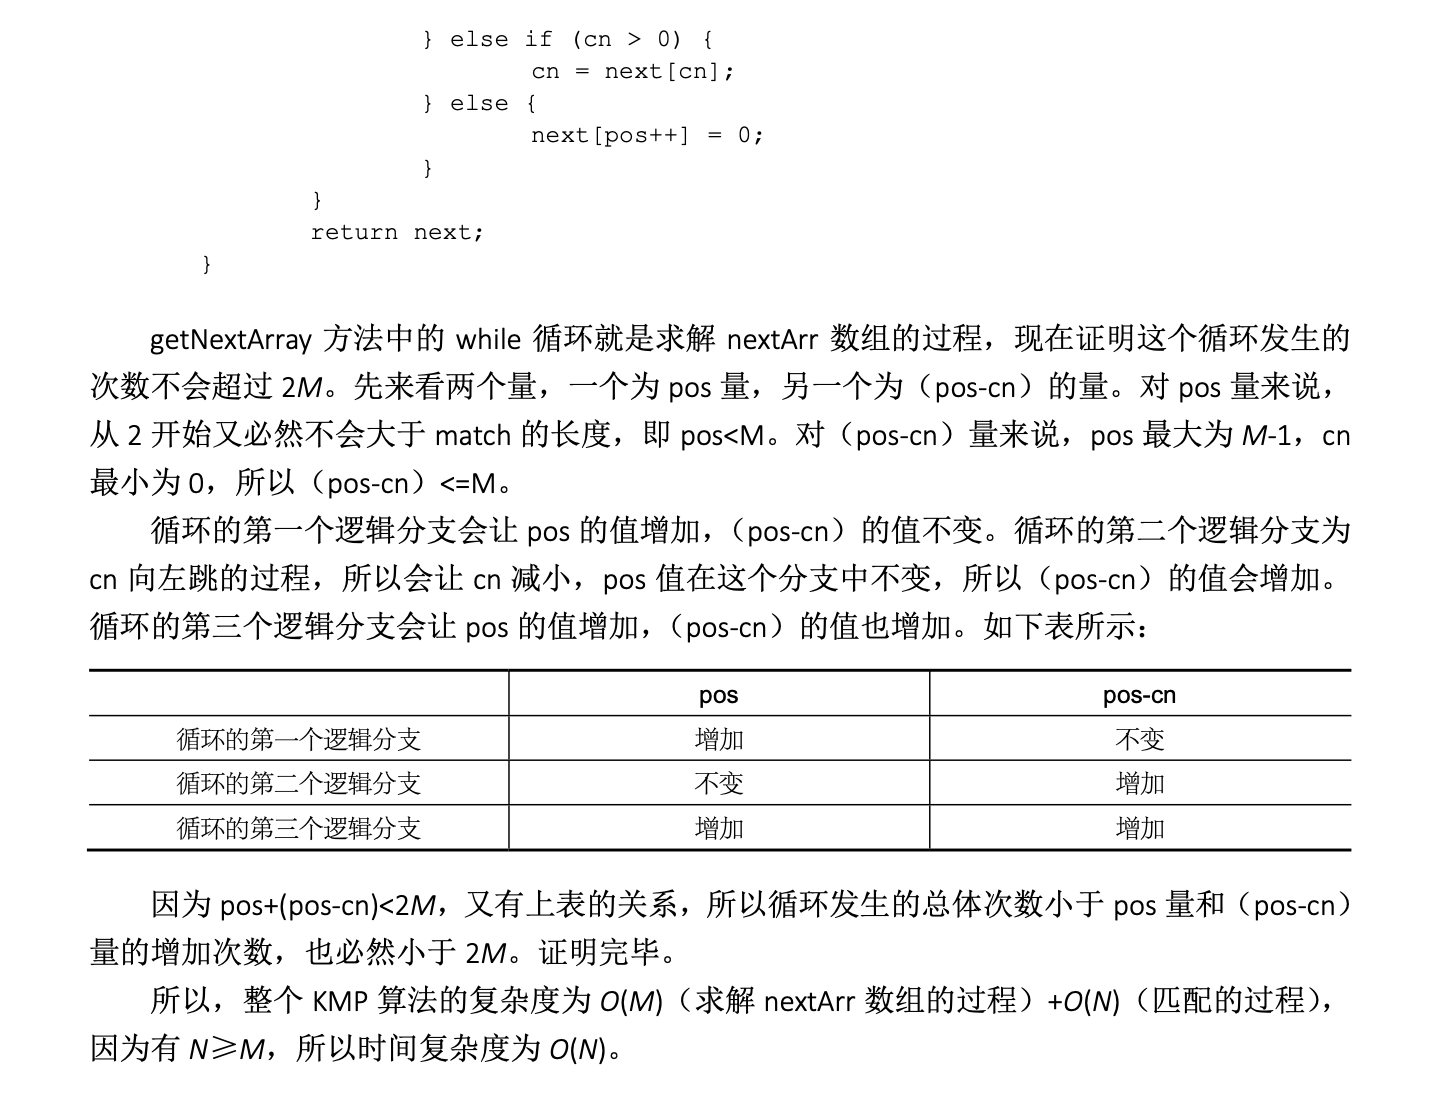 } else if (cn > 0) {
cn = next[cn];
} else {
next[pos++] = 0;
}
}
return next;
}
getNextArray 方法中的 while 循环就是求解 nextArr 数组的过程，现在证明这个循环发生的
次数不会超过 2M。先来看两个量，一个为 pos 量，另一个为（pos-cn）的量。对 pos 量来说，
从 2 开始又必然不会大于 match 的长度，即 pos<M。对（pos-cn）量来说，pos 最大为 M-1，cn
最小为 0，所以（pos-cn）<=M。
循环的第一个逻辑分支会让 pos 的值增加，（pos-cn）的值不变。循环的第二个逻辑分支为
cn 向左跳的过程，所以会让 cn 减小，pos 值在这个分支中不变，所以（pos-cn）的值会增加。
循环的第三个逻辑分支会让 pos 的值增加，（pos-cn）的值也增加。如下表所示：
pos pos-cn
循环的第一个逻辑分支 增加 不变
循环的第二个逻辑分支 不变 增加
循环的第三个逻辑分支 增加 增加
因为 pos+(pos-cn)<2M，又有上表的关系，所以循环发生的总体次数小于 pos 量和（pos-cn）
量的增加次数，也必然小于 2M。证明完毕。
所以，整个 KMP 算法的复杂度为 O(M)（求解 nextArr 数组的过程）+O(N)（匹配的过程），
因为有 N≥M，所以时间复杂度为 O(N)。